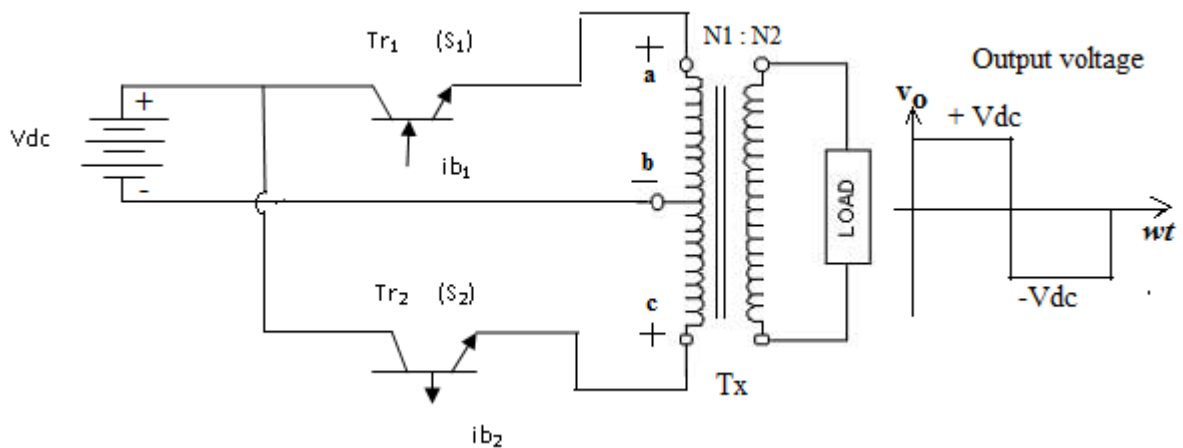 Tr1 (S1)
N1 : N2
Output voltage
+
a
vo
+ Vdc
+
Vdc
-
ib1
b
LOAD
wt
-Vdc
Tr2 (S2)
c
+
Tx
ib2